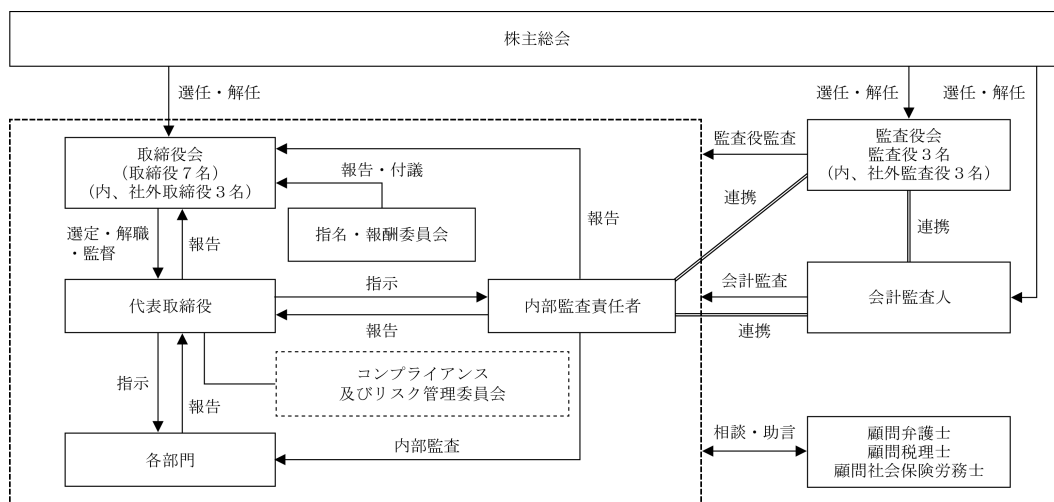 株主総会
選任・解任
選任・解任
選任・解任
取締役会
(取締役7名)
(内、社外取締役3名)
監査役監査
監査役会
監査役3名
(内、社外監査役3名)
報告・付議
指名・報酬委員会
報告
連携
連携
選定・解職
・監督
報告
代表取締役
指示
報告
内部監査責任者
会計監査
連携
会計監査人
コンプライアンス
及びリスク管理委員会
指示
報告
各部門
内部監査
相談・助言
顧問弁護士
顧問税理士
顧問社会保険労務士